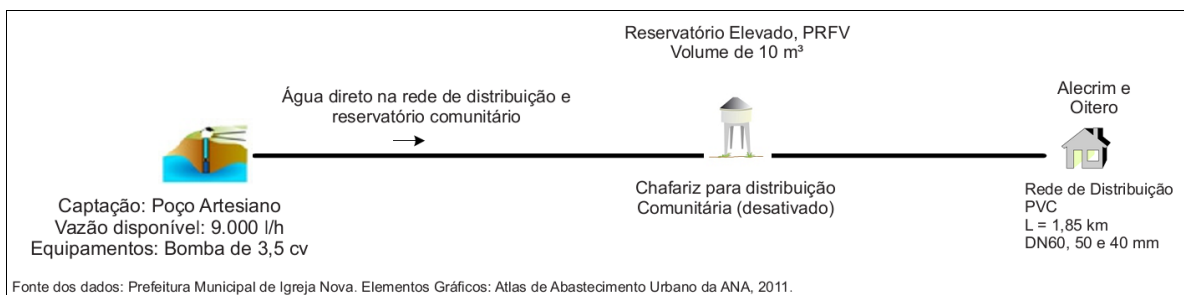 Reservatório Elevado, PRFV
Volume de 10 m³
Água direto na rede de distribuição e
reservatório comunitário
Alecrim e
Oitero
Captação: Poço Artesiano
Vazão disponível: 9.000 l/h
Equipamentos: Bomba de 3,5 cv
Chafariz para distribuição
Comunitária (desativado)
Rede de Distribuição
PVC
L = 1,85 km
DN60, 50 e 40 mm
Fonte dos dados: Prefeitura Municipal de Igreja Nova. Elementos Gráficos: Atlas de Abastecimento Urbano da ANA, 2011.